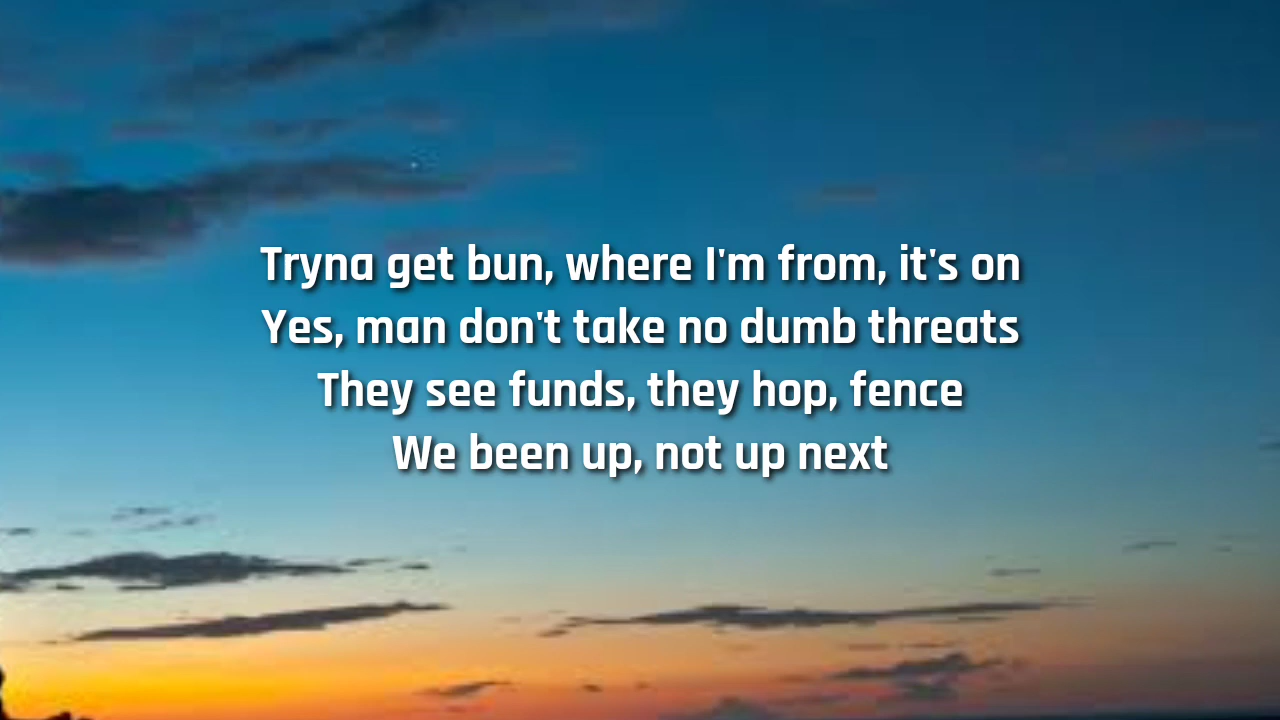 Tryna get bun, where I'm from, it's on
Yes, man don't take no dumb threats
They see funds, they hop, fence
We been up, not up next